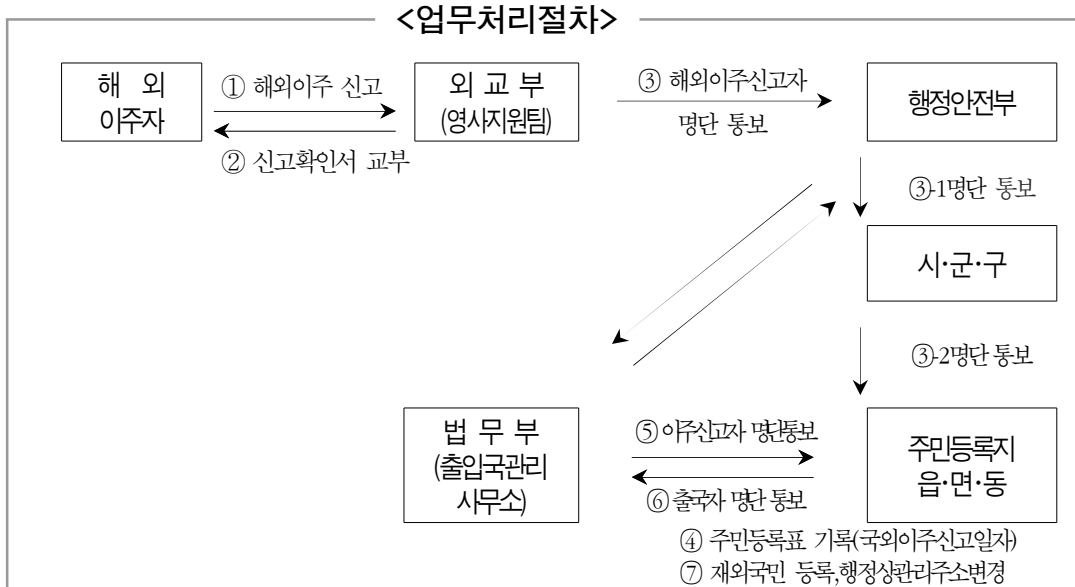 <업무처리절차>
해 외
이주자
① 해외이주 신고
② 신고확인서 교부
외 교 부
(영사지원팀)
③ 해외이주신고자
명단 통보
행정안전부
③-1명단 통보
시·군·구
③-2명단 통보
법 무 부
(출입국관리
사무소)
⑤ 이주신고자 명단통보
⑥ 출국자 명단 통보
주민등록지
읍·면·동
④ 주민등록표 기록(국외이주신고일자)
⑦ 재외국민 등록,행정상관리주소변경